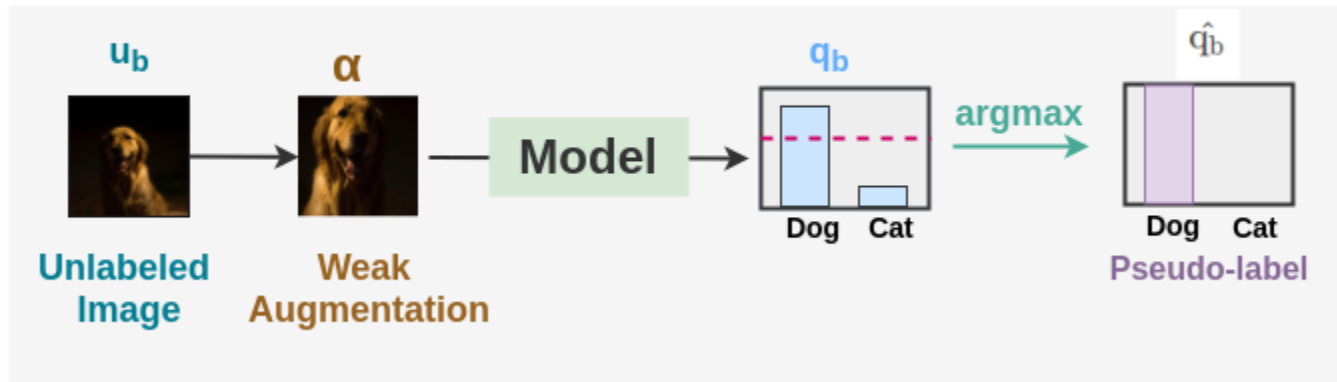 u_b
α
q_b
q̂_b
Model
argmax
Dog Cat
Dog Cat
Unlabeled
Image
Weak
Augmentation
Pseudo-label